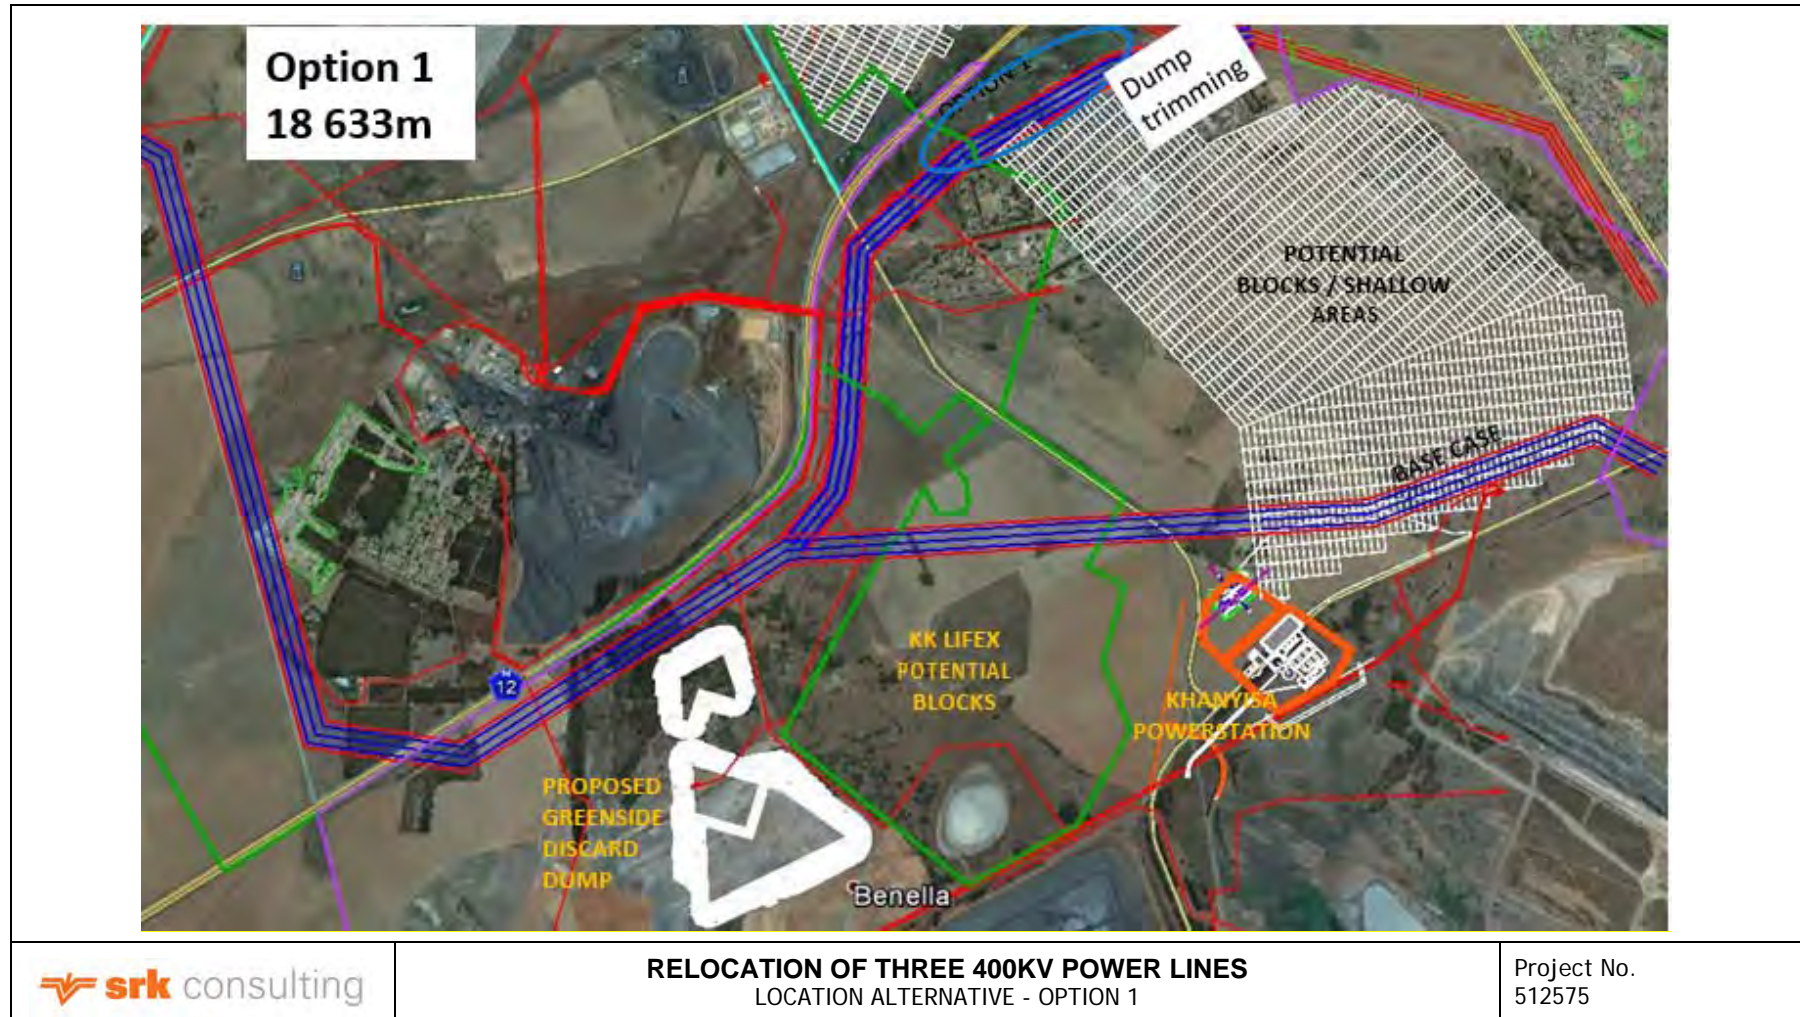 Option 1
18 633m
OPTION 1
Dump
trimming
POTENTIAL
BLOCKS / SHALLOW
AREAS
BASE CASE
KK LIFEX
POTENTIAL
BLOCKS
KHANYISA
POWERSTATION
N
12
PROPOSED
GREENSIDE
DISCARD
DUMP
Benella
srk consulting
RELOCATION OF THREE 400KV POWER LINES
LOCATION ALTERNATIVE - OPTION 1
Project No.
512575